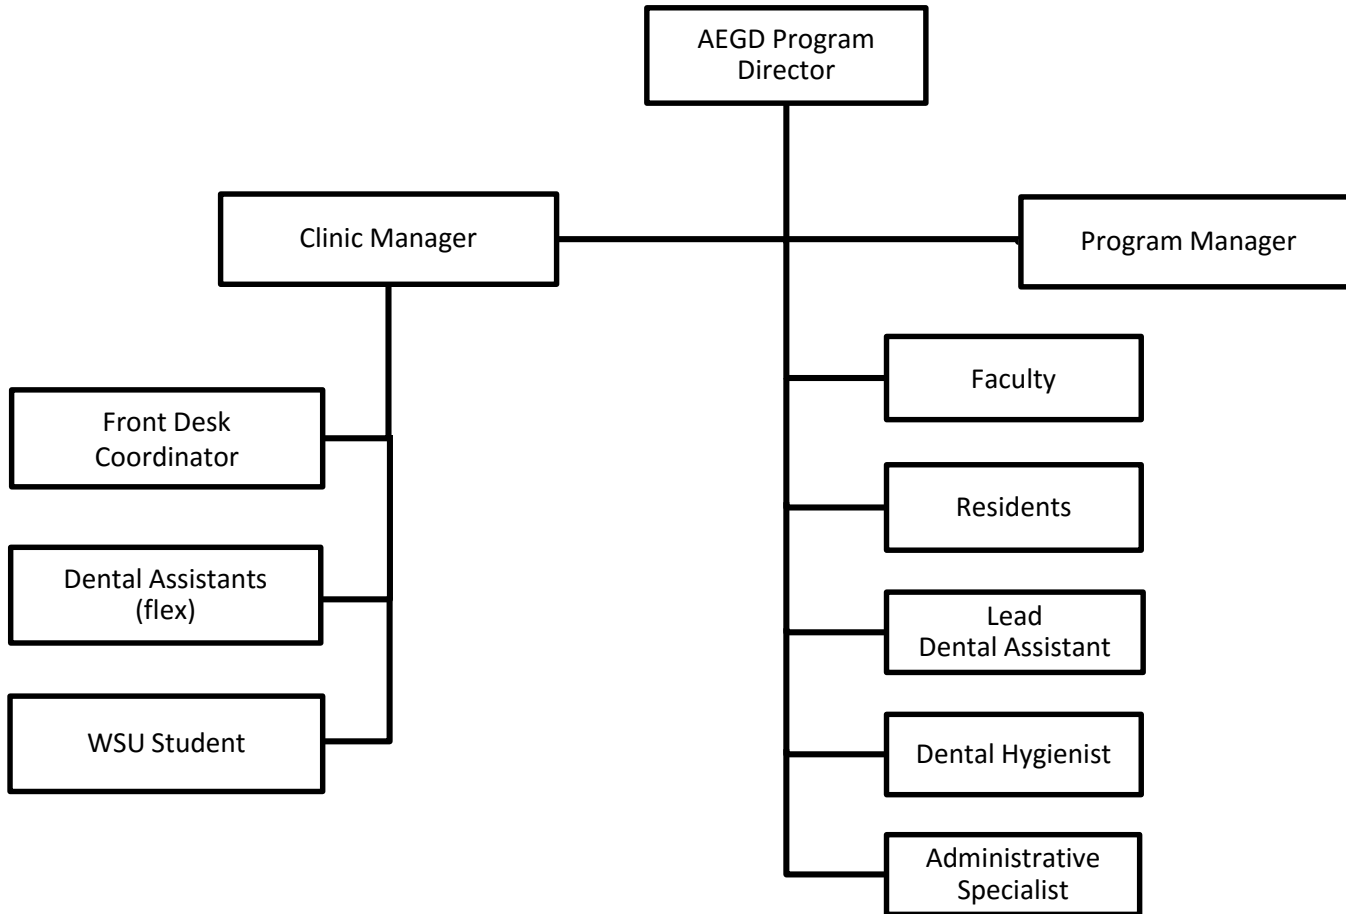 AEGD Program
Director
Clinic Manager
Program Manager
Front Desk
Coordinator
Dental Assistants
(flex)
WSU Student
Faculty
Residents
Lead
Dental Assistant
Dental Hygienist
Administrative
Specialist